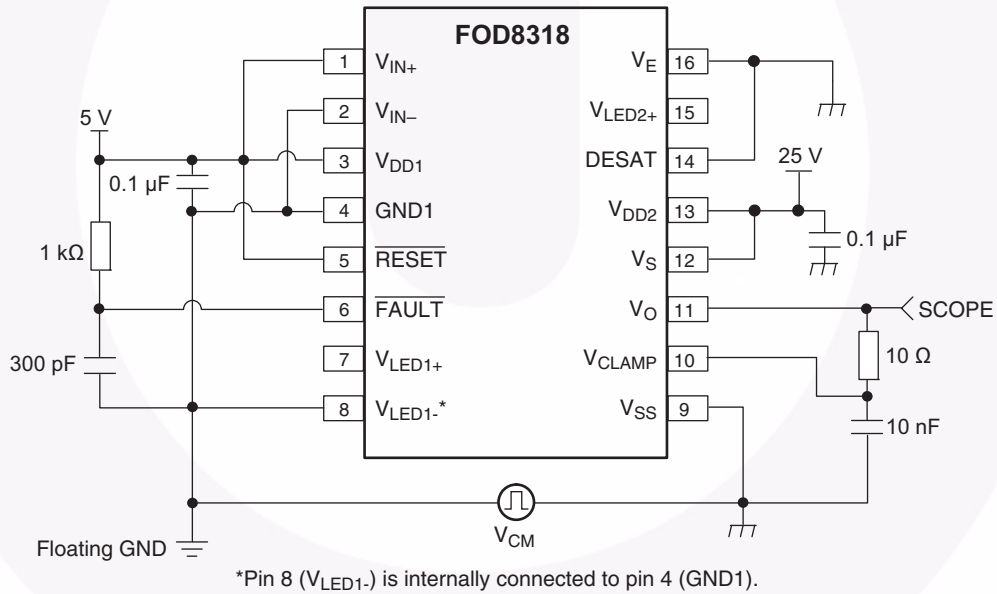 FOD8318
1 V_IN+
2 V_IN–
3 V_DD1
4 GND1
5 RESET
6 FAULT
7 V_LED1+
8 V_LED1-*
V_E 16
V_LED2+ 15
DESAT 14
V_DD2 13
V_S 12
V_O 11
V_CLAMP 10
V_SS 9
5 V
0.1 µF
1 kΩ
300 pF
25 V
0.1 µF
SCOPE
10 Ω
10 nF
V_CM
Floating GND
*Pin 8 (V_LED1-) is internally connected to pin 4 (GND1).